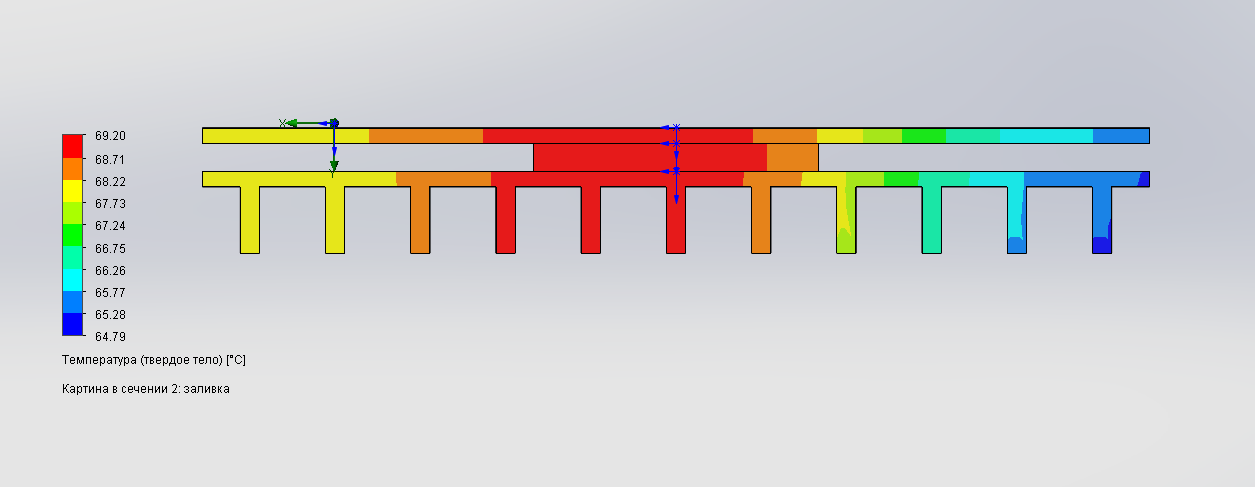 X
Y
69.20
68.71
68.22
67.73
67.24
66.75
66.26
65.77
65.28
64.79
Температура (твердое тело) [°C]
Картина в сечении 2: заливка